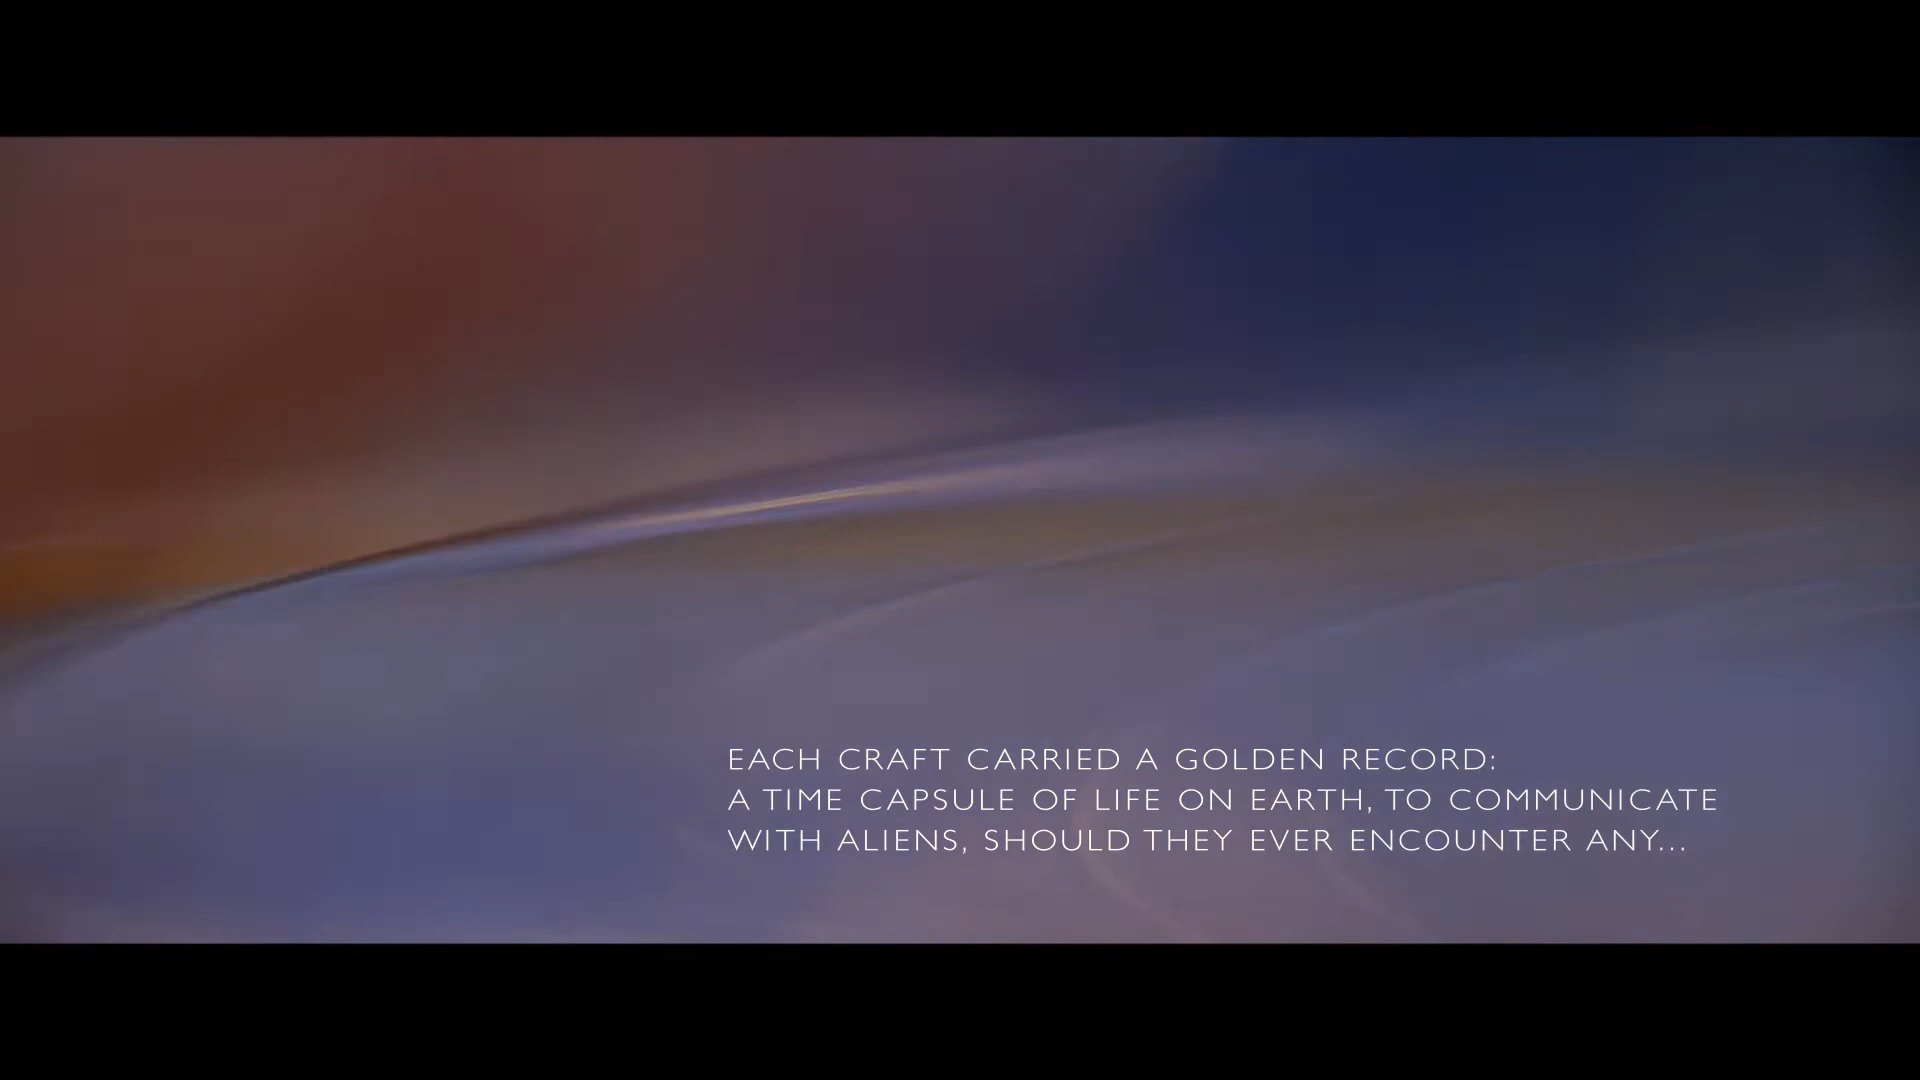 EACH CRAFT CARRIED A GOLDEN RECORD:
A TIME CAPSULE OF LIFE ON EARTH, TO COMMUNICATE
WITH ALIENS, SHOULD THEY EVER ENCOUNTER ANY...